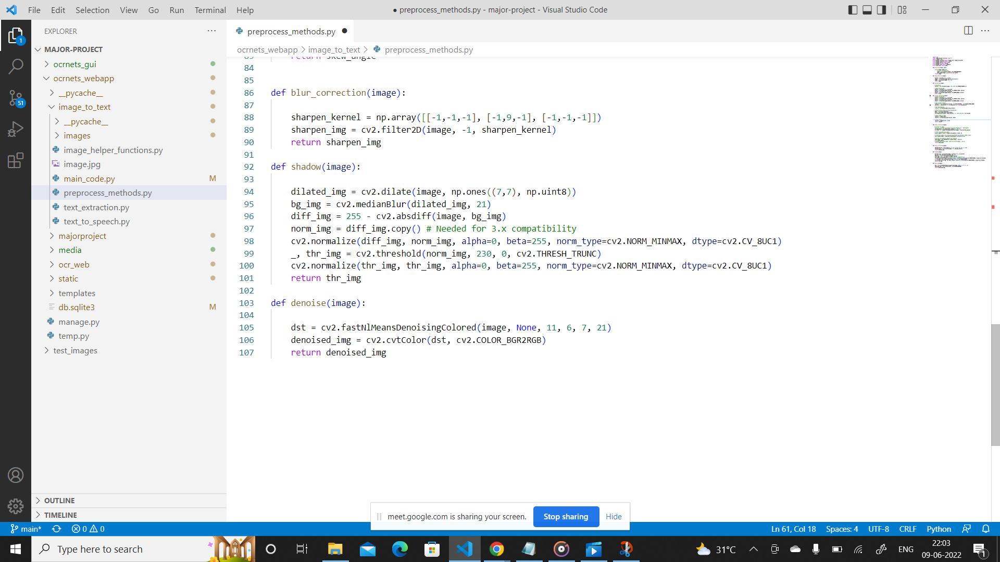 File Edit Selection View Go Run Terminal Help
● preprocess_methods.py - major-project - Visual Studio Code
EXPLORER
MAJOR-PROJECT
ocrnets_gui
ocrnets_webapp
__pycache__
image_to_text
__pycache__
images
image_helper_functions.py
image.jpg
main_code.py M
preprocess_methods.py
text_extraction.py
text_to_speech.py
majorproject
media
ocr_web
static
templates
db.sqlite3 M
manage.py
temp.py
test_images
OUTLINE
TIMELINE
1
51
preprocess_methods.py
ocrnets_webapp > image_to_text > preprocess_methods.py
83 return skew_angle
84
85
86 def blur_correction(image):
87
88 sharpen_kernel = np.array([[-1,-1,-1], [-1,9,-1], [-1,-1,-1]])
89 sharpen_img = cv2.filter2D(image, -1, sharpen_kernel)
90 return sharpen_img
91
92 def shadow(image):
93
94 dilated_img = cv2.dilate(image, np.ones((7,7), np.uint8))
95 bg_img = cv2.medianBlur(dilated_img, 21)
96 diff_img = 255 - cv2.absdiff(image, bg_img)
97 norm_img = diff_img.copy() # Needed for 3.x compatibility
98 cv2.normalize(diff_img, norm_img, alpha=0, beta=255, norm_type=cv2.NORM_MINMAX, dtype=cv2.CV_8UC1)
99 _, thr_img = cv2.threshold(norm_img, 230, 0, cv2.THRESH_TRUNC)
100 cv2.normalize(thr_img, thr_img, alpha=0, beta=255, norm_type=cv2.NORM_MINMAX, dtype=cv2.CV_8UC1)
101 return thr_img
102
103 def denoise(image):
104
105 dst = cv2.fastNlMeansDenoisingColored(image, None, 11, 6, 7, 21)
106 denoised_img = cv2.cvtColor(dst, cv2.COLOR_BGR2RGB)
107 return denoised_img
meet.google.com is sharing your screen. Stop sharing Hide
main* 0 0 Ln 61, Col 18 Spaces: 4 UTF-8 CRLF Python
Type here to search
31°C ENG
22:03
09-06-2022
1